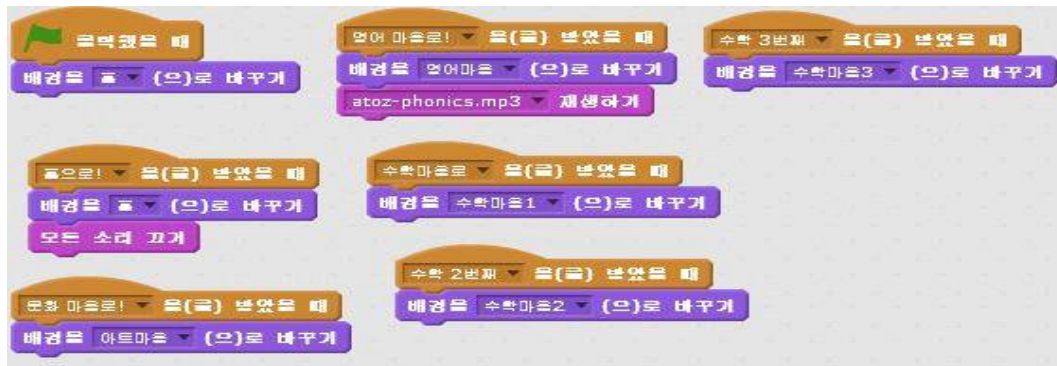 클릭했을 때
배경을 홈 (으)로 바꾸기
영어 마을로! 을(를) 받았을 때
배경을 영어마을 (으)로 바꾸기
atoz-phonics.mp3 재생하기
수학 3번째 을(를) 받았을 때
배경을 수학마을3 (으)로 바꾸기
홈으로! 을(를) 받았을 때
배경을 홈 (으)로 바꾸기
모든 소리 끄기
수학마을로 을(를) 받았을 때
배경을 수학마을1 (으)로 바꾸기
수학 2번째 을(를) 받았을 때
배경을 수학마을2 (으)로 바꾸기
문화 마을로! 을(를) 받았을 때
배경을 아트마을 (으)로 바꾸기